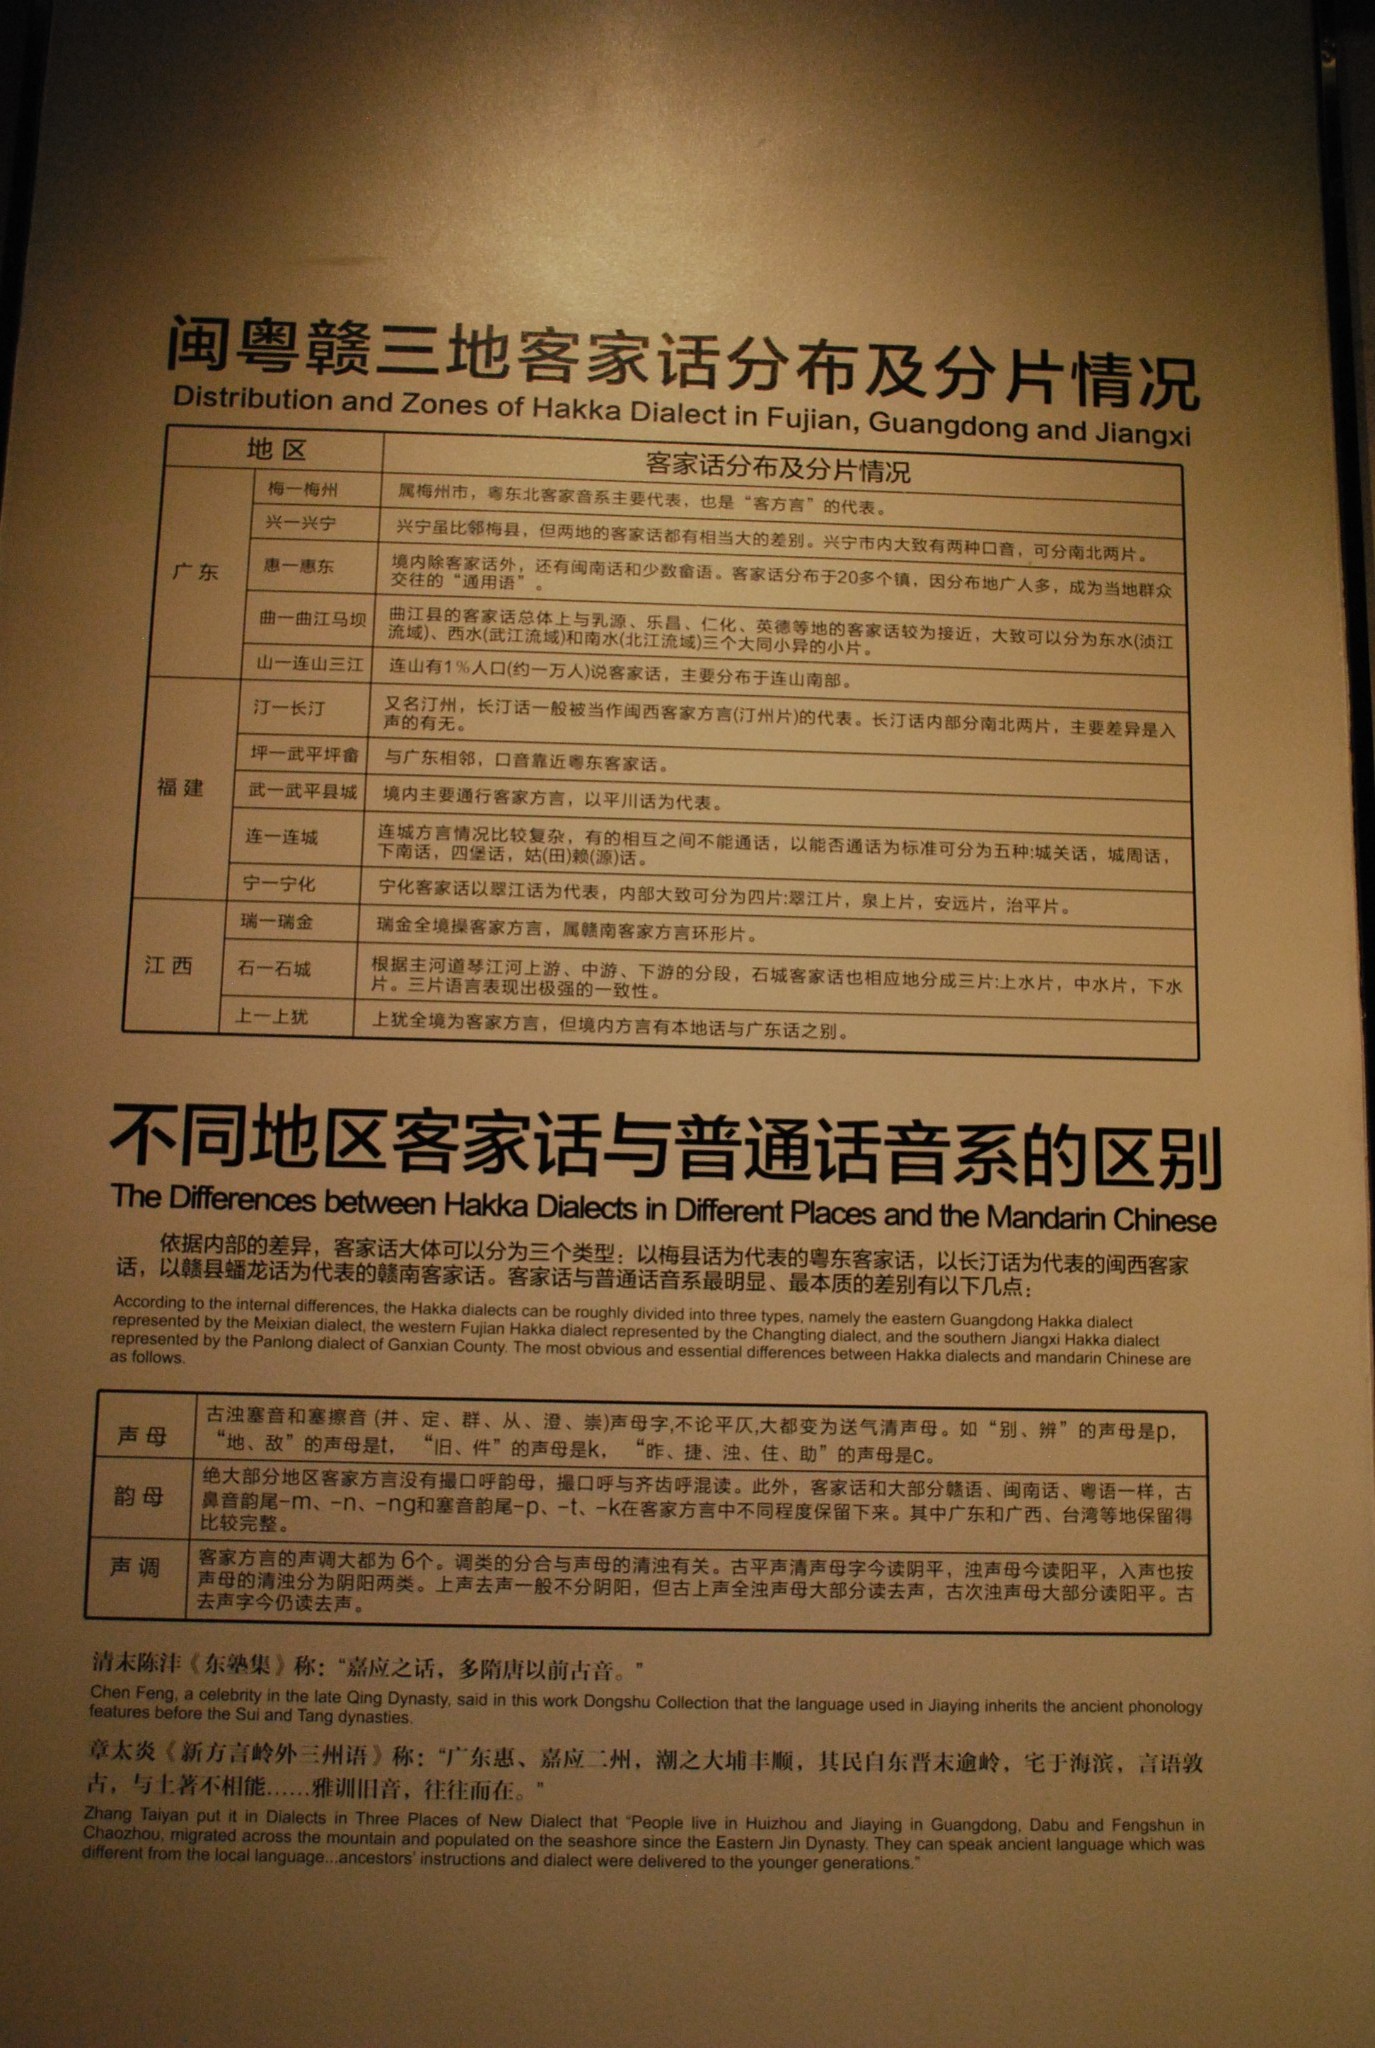 闽粤赣三地客家话分布及分片情况
Distribution and Zones of Hakka Dialect in Fujian, Guangdong and Jiangxi
地区
客家话分布及分片情况
广东
梅一梅州
属梅州市，粤东北客家音系主要代表，也是“客方言”的代表。
兴一兴宁
兴宁虽比邻梅县，但两地的客家话都有相当大的差别。兴宁市内大致有两种口音，可分南北两片。
惠一惠东
境内除客家话外，还有闽南话和少数畲语。客家话分布于20多个镇，因分布地广人多，成为当地群众
交往的“通用语”。
曲一曲江马坝
曲江县的客家话总体上与乳源、乐昌、仁化、英德等地的客家话较为接近，大致可以分为东水(浈江
流域)、西水(武江流域)和南水(北江流域)三个大同小异的小片。
山一连山三江
连山有1%人口(约一万人)说客家话，主要分布于连山南部。
福建
汀一长汀
又名汀州，长汀话一般被当作闽西客家方言(汀州片)的代表。长汀话内部分南北两片，主要差异是入
声的有无。
坪一武平坪畲
与广东相邻，口音靠近粤东客家话。
武一武平县城
境内主要通行客家方言，以平川话为代表。
连一连城
连城方言情况比较复杂，有的相互之间不能通话，以能否通话为标准可分为五种:城关话，城周话，
下南话，四堡话，姑(田)赖(源)话。
宁一宁化
宁化客家话以翠江话为代表，内部大致可分为四片:翠江片，泉上片，安远片，治平片。
江西
瑞一瑞金
瑞金全境操客家方言，属赣南客家方言环形片。
石一石城
根据主河道琴江河上游、中游、下游的分段，石城客家话也相应地分成三片:上水片，中水片，下水
片。三片语言表现出极强的一致性。
上一上犹
上犹全境为客家方言，但境内方言有本地话与广东话之别。
不同地区客家话与普通话音系的区别
The Differences between Hakka Dialects in Different Places and the Mandarin Chinese
依据内部的差异，客家话大体可以分为三个类型：以梅县话为代表的粤东客家话，以长汀话为代表的闽西客家
话，以赣县蟠龙话为代表的赣南客家话。客家话与普通话音系最明显、最本质的差别有以下几点：
According to the internal differences, the Hakka dialects can be roughly divided into three types, namely the eastern Guangdong Hakka dialect
represented by the Meixian dialect, the western Fujian Hakka dialect represented by the Changting dialect, and the southern Jiangxi Hakka dialect
represented by the Panlong dialect of Ganxian County. The most obvious and essential differences between Hakka dialects and mandarin Chinese are
as follows.
声母
古浊塞音和塞擦音(并、定、群、从、澄、崇)声母字,不论平仄,大都变为送气清声母。如“别、辨”的声母是p，
“地、敌”的声母是t，“旧、件”的声母是k，“昨、捷、浊、住、助”的声母是c。
韵母
绝大部分地区客家方言没有撮口呼韵母，撮口呼与齐齿呼混读。此外，客家话和大部分赣语、闽南话、粤语一样，古
鼻音韵尾-m、-n、-ng和塞音韵尾-p、-t、-k在客家方言中不同程度保留下来。其中广东和广西、台湾等地保留得
比较完整。
声调
客家方言的声调大都为6个。调类的分合与声母的清浊有关。古平声清声母字今读阴平，浊声母今读阳平，入声也按
声母的清浊分为阴阳两类。上声去声一般不分阴阳，但古上声全浊声母大部分读去声，古次浊声母大部分读阳平。古
去声字今仍读去声。
清末陈沣《东塾集》称：“嘉应之话，多隋唐以前古音。”
Chen Feng, a celebrity in the late Qing Dynasty, said in this work Dongshu Collection that the language used in Jiaying inherits the ancient phonology
features before the Sui and Tang dynasties.
章太炎《新方言岭外三州语》称：“广东惠、嘉应二州，潮之大埔丰顺，其民自东晋末逾岭，宅于海滨，言语敦
古，与土著不相能……雅训旧音，往往而在。”
Zhang Taiyan put it in Dialects in Three Places of New Dialect that “People live in Huizhou and Jiaying in Guangdong, Dabu and Fengshun in
Chaozhou, migrated across the mountain and populated on the seashore since the Eastern Jin Dynasty. They can speak ancient language which was
different from the local language...ancestors' instructions and dialect were delivered to the younger generations.”